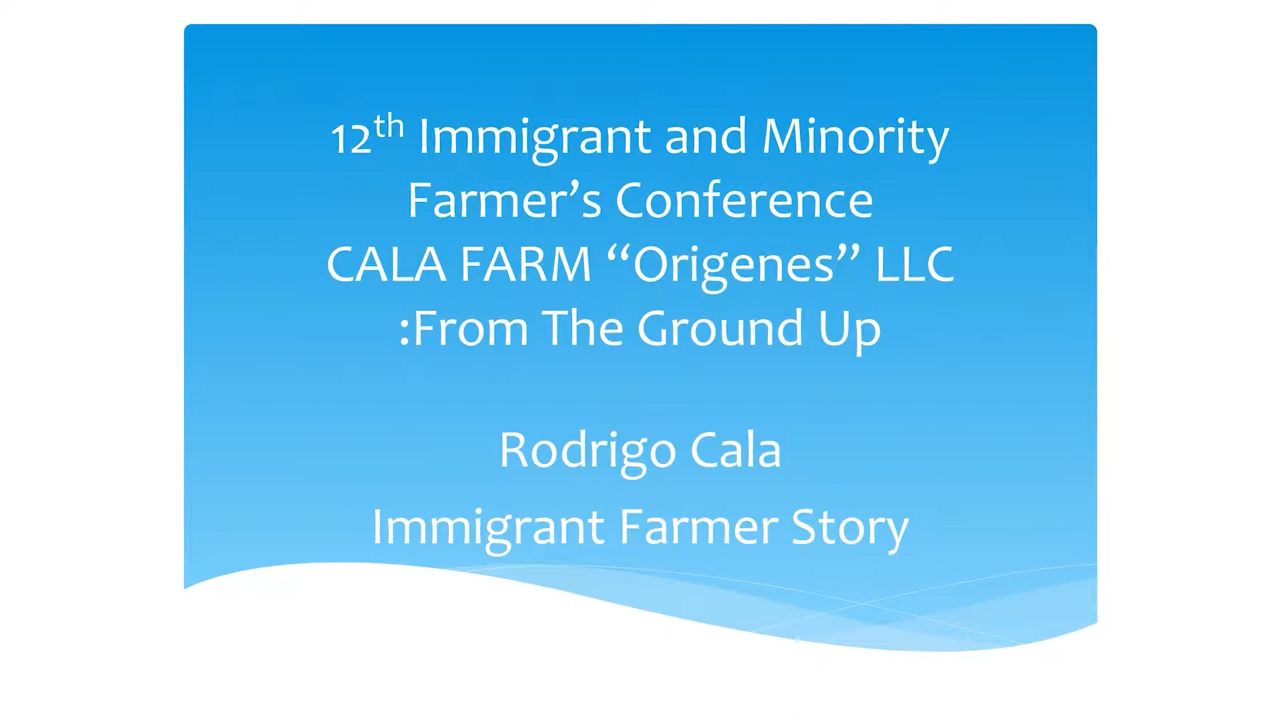 12th Immigrant and Minority
Farmer’s Conference
CALA FARM “Origenes” LLC
:From The Ground Up
Rodrigo Cala
Immigrant Farmer Story